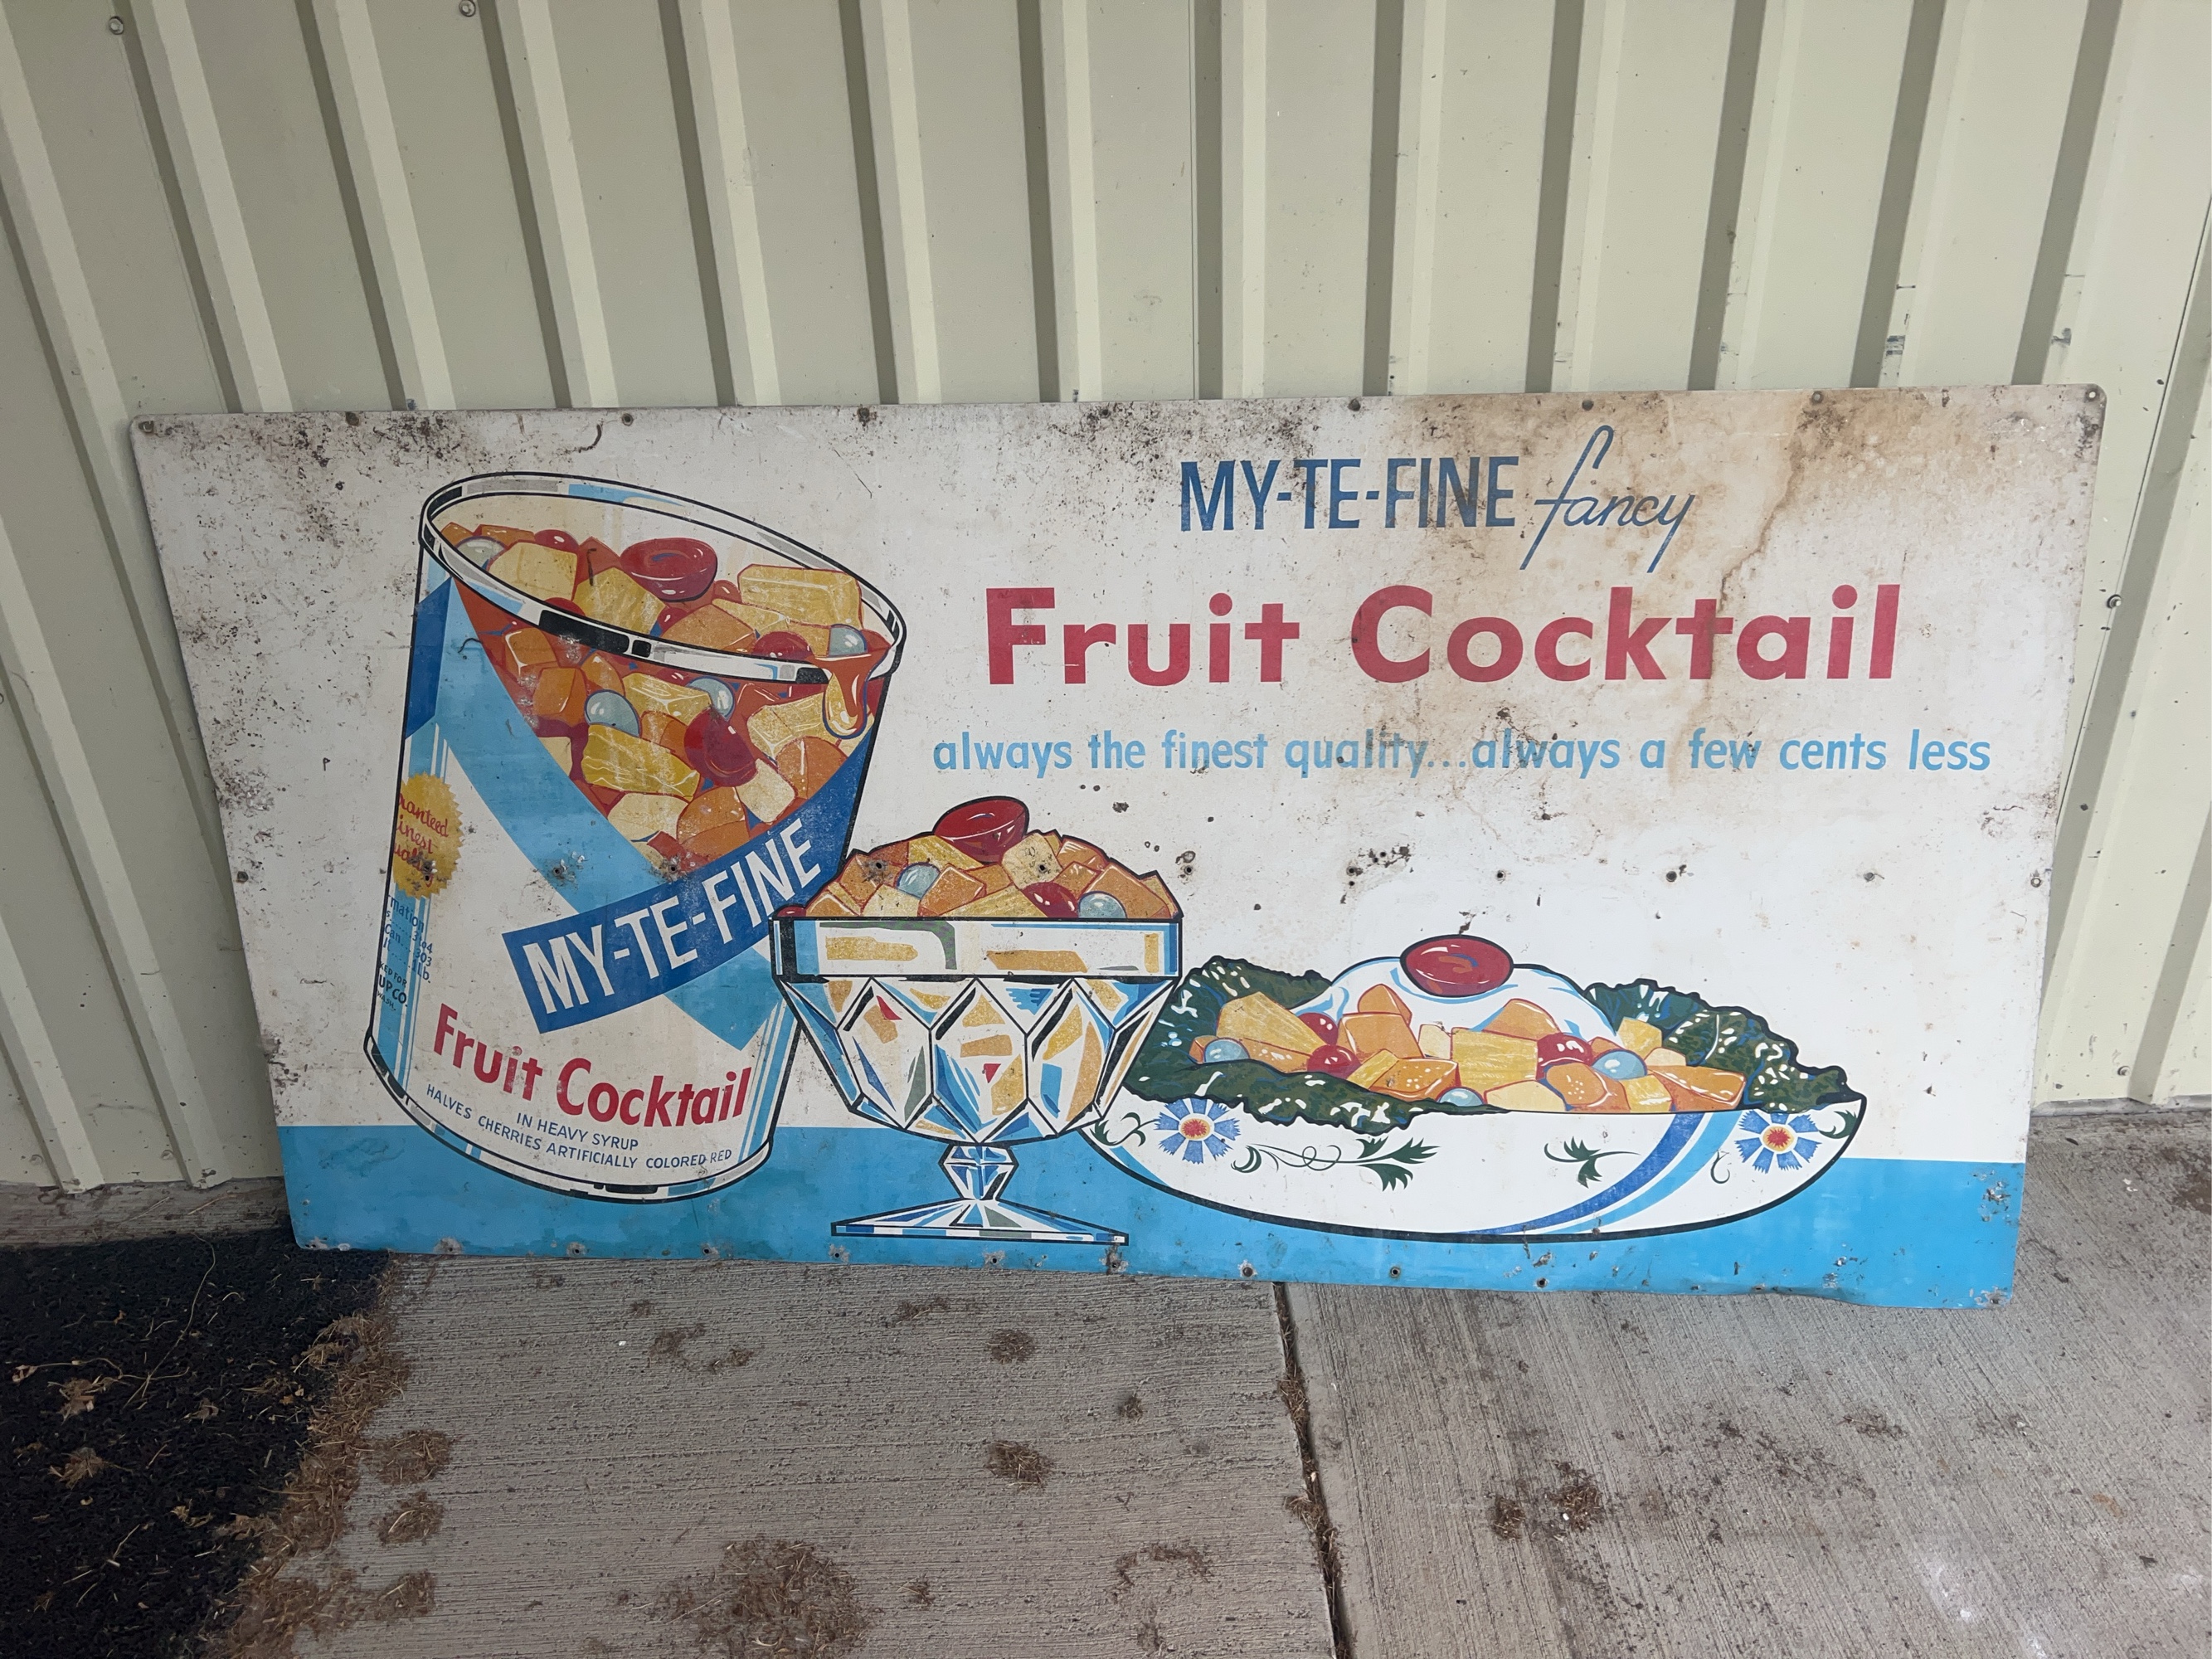 MY-TE-FINE fancy
Fruit Cocktail
always the finest quality...always a few cents less
MY-TE-FINE
Fruit Cocktail
IN HEAVY SYRUP
HALVES CHERRIES ARTIFICIALLY COLORED RED